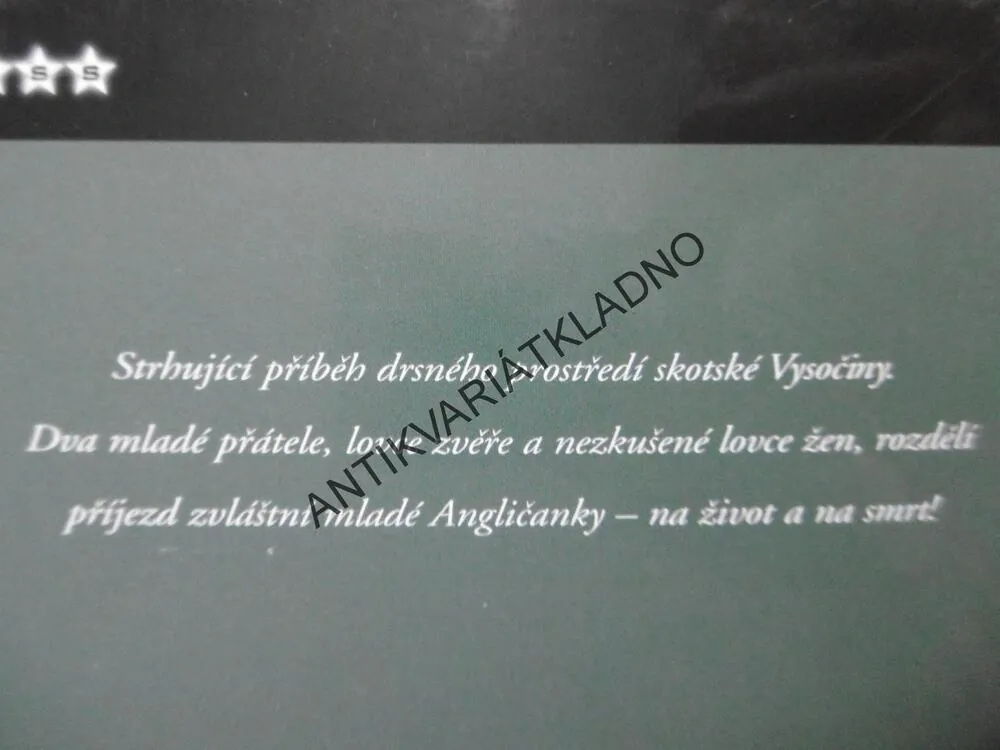 S S
Strhující příběh drsného prostředí skotské Vysočiny.
Dva mladé přátele, lovce zvěře a nezkušené lovce žen, rozdělí
příjezd zvláštní mladé Angličanky – na život a na smrt!
ANTIKVARIÁTKLADNO